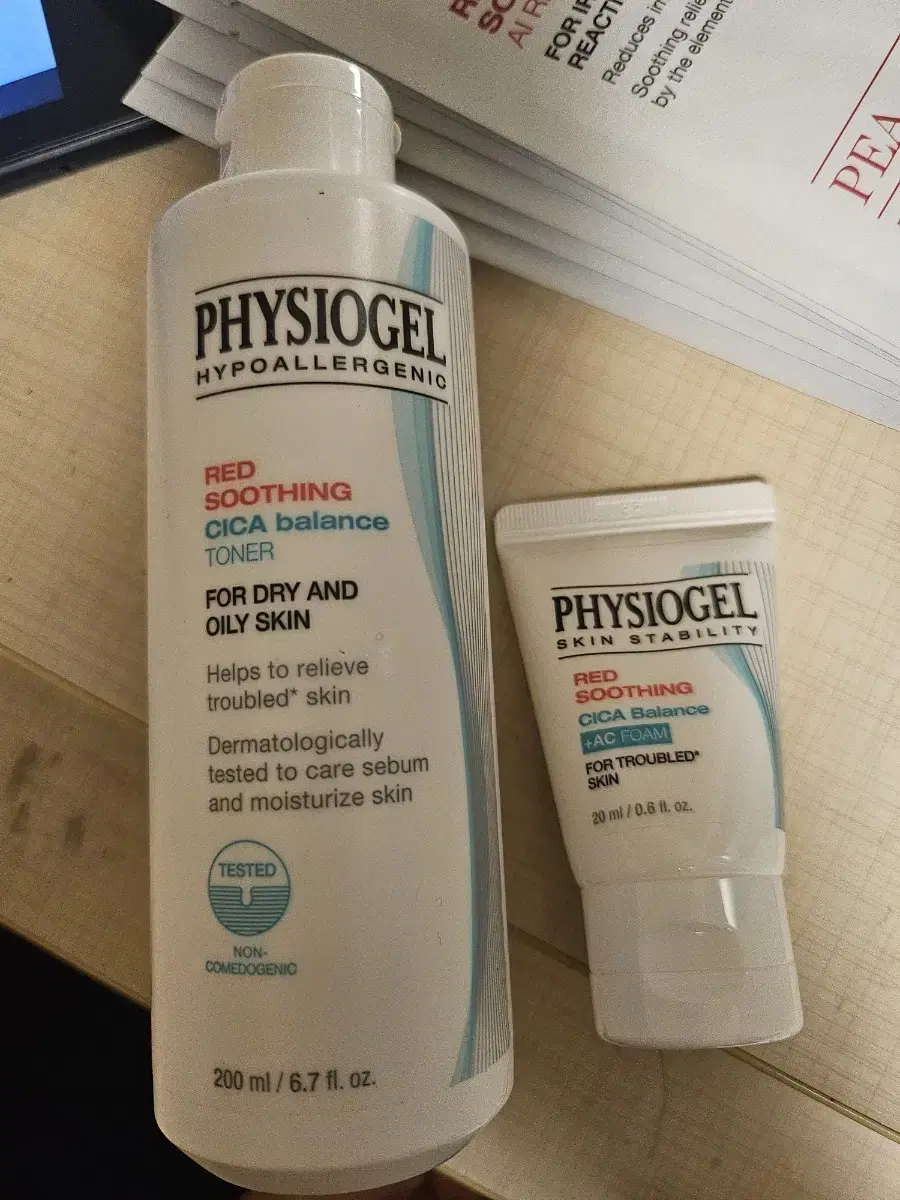 AI R
FOR
REACTI
Reduces
Soothing relie
by the element
PEA
PHYSIOGEL
HYPOALLERGENIC
RED
SOOTHING
CICA balance
TONER
FOR DRY AND
OILY SKIN
Helps to relieve
troubled* skin
Dermatologically
tested to care sebum
and moisturize skin
TESTED
NON-
COMEDOGENIC
200 ml / 6.7 fl. oz.
PHYSIOGEL
SKIN STABILITY
RED
SOOTHING
CICA Balance
+AC FOAM
FOR TROUBLED*
SKIN
20 ml / 0.6 fl. oz.